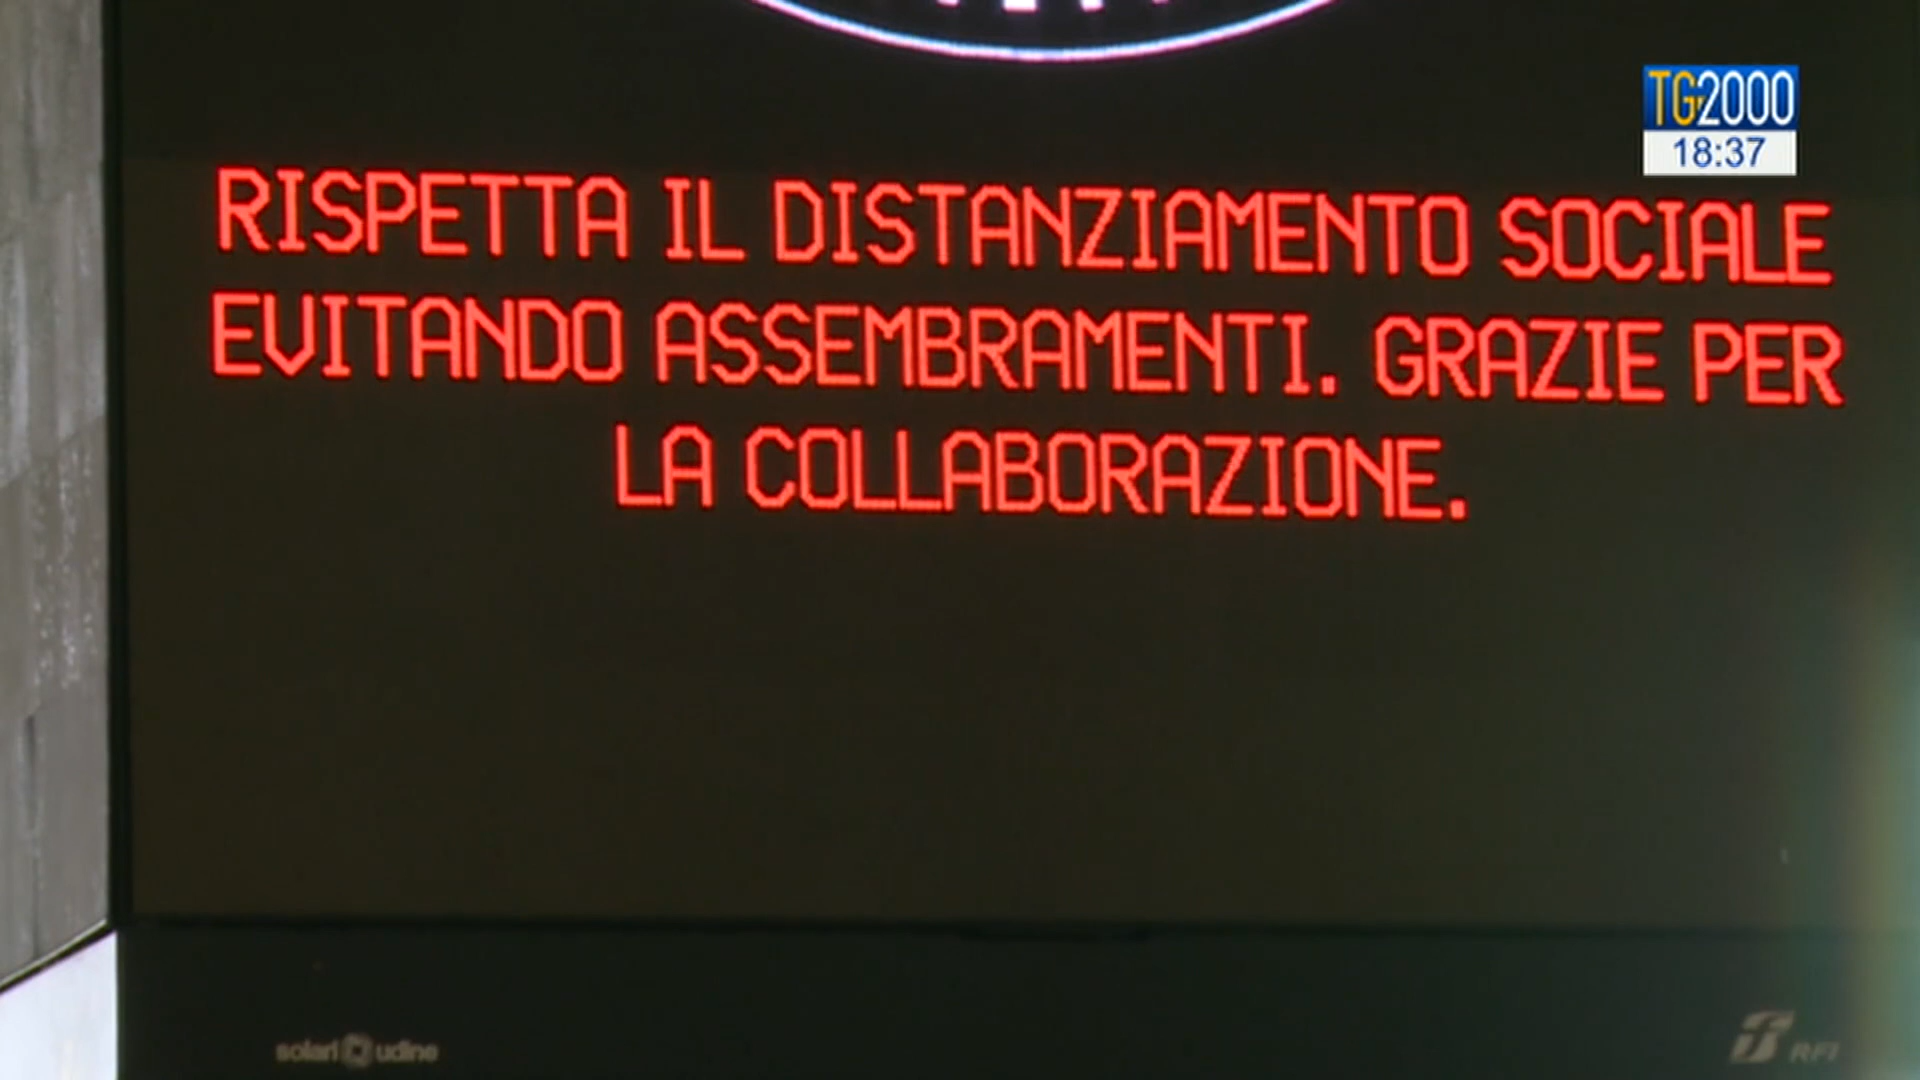 TG2000
18:37
RISPETTA IL DISTANZIAMENTO SOCIALE
EVITANDO ASSEMBRAMENTI. GRAZIE PER
LA COLLABORAZIONE.
solari udine
RFI